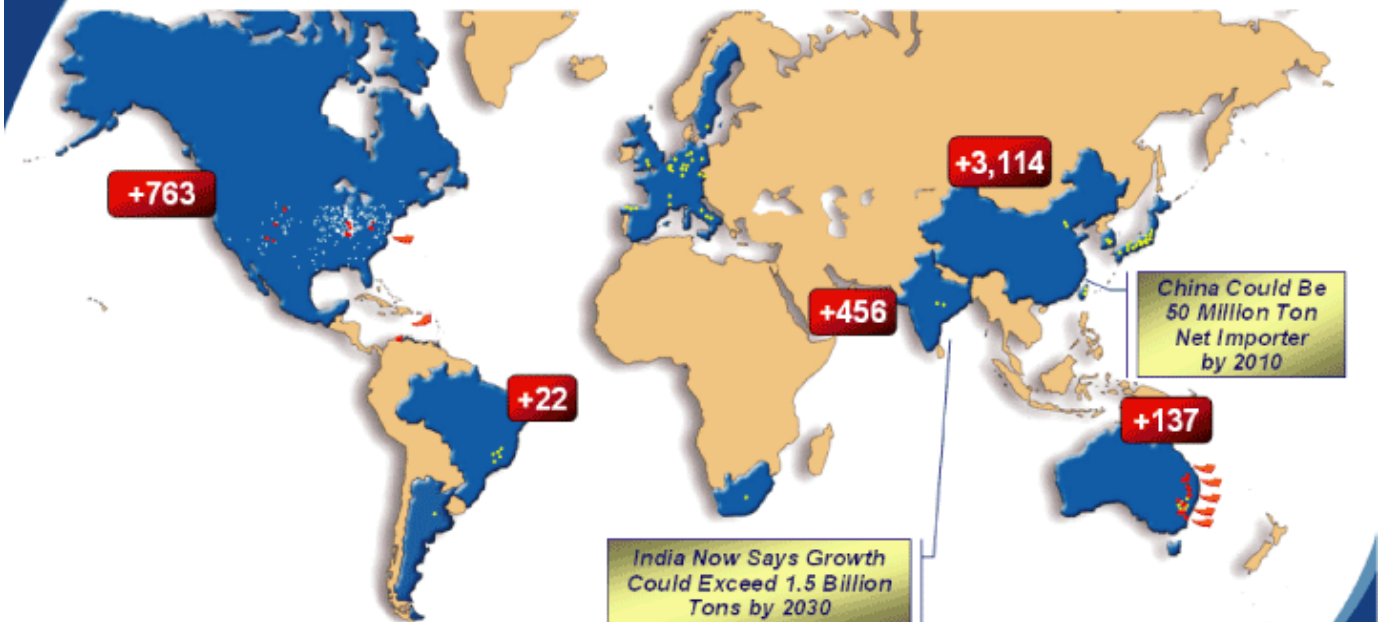 +763
+3,114
+456
China Could Be
50 Million Ton
Net Importer
by 2010
+22
+137
India Now Says Growth
Could Exceed 1.5 Billion
Tons by 2030